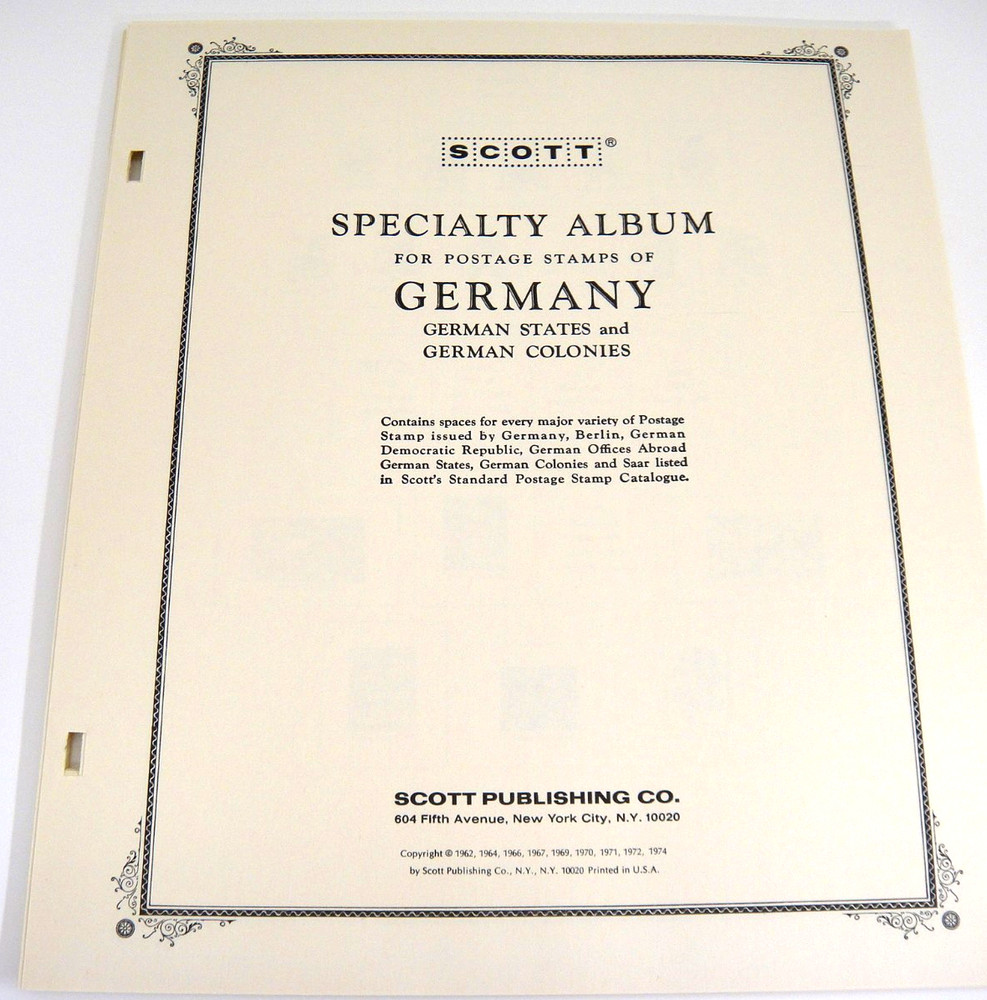 SCOTT®
SPECIALTY ALBUM
FOR POSTAGE STAMPS OF
GERMANY
GERMAN STATES and
GERMAN COLONIES
Contains spaces for every major variety of Postage
Stamp issued by Germany, Berlin, German
Democratic Republic, German Offices Abroad
German States, German Colonies and Saar listed
in Scott's Standard Postage Stamp Catalogue.
SCOTT PUBLISHING CO.
604 Fifth Avenue, New York City, N.Y. 10020
Copyright © 1962, 1964, 1966, 1967, 1969, 1970, 1971, 1972, 1974
by Scott Publishing Co., N.Y., N.Y. 10020 Printed in U.S.A.